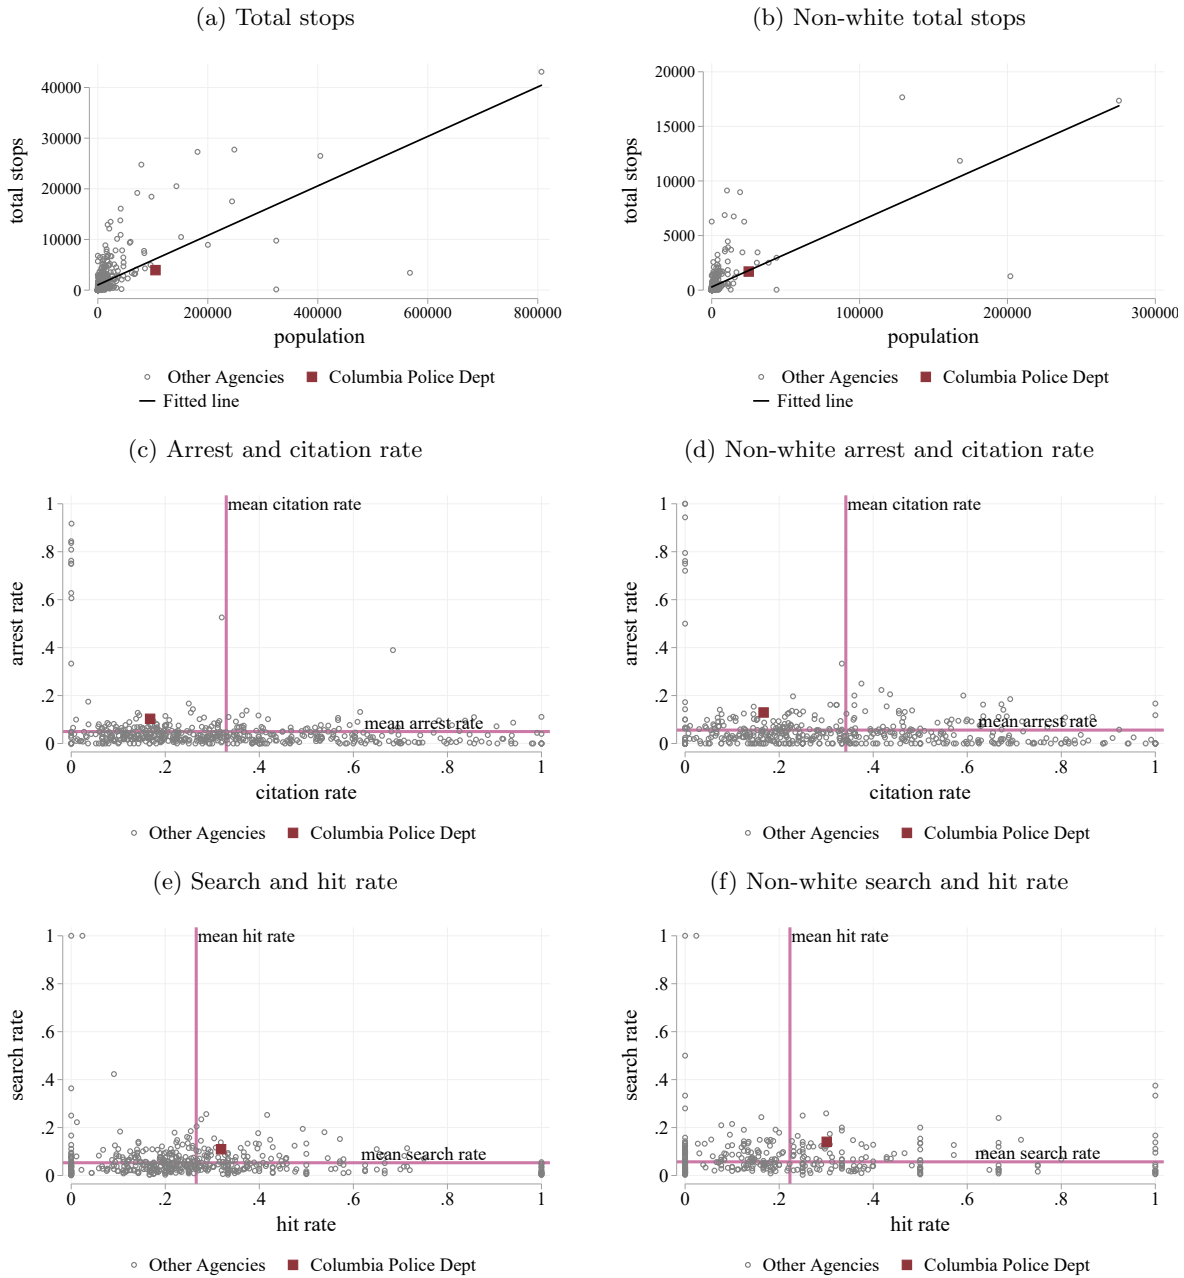 (a) Total stops
total stops
40000
30000
20000
10000
0
0 200000 400000 600000 800000
population
Other Agencies Columbia Police Dept
Fitted line
(b) Non-white total stops
total stops
20000
15000
10000
5000
0
0 100000 200000 300000
population
Other Agencies Columbia Police Dept
Fitted line
(c) Arrest and citation rate
arrest rate
1
.8
.6
.4
.2
0
mean citation rate
mean arrest rate
0 .2 .4 .6 .8 1
citation rate
Other Agencies Columbia Police Dept
(d) Non-white arrest and citation rate
arrest rate
1
.8
.6
.4
.2
0
mean citation rate
mean arrest rate
0 .2 .4 .6 .8 1
citation rate
Other Agencies Columbia Police Dept
(e) Search and hit rate
search rate
1
.8
.6
.4
.2
0
mean hit rate
mean search rate
0 .2 .4 .6 .8 1
hit rate
Other Agencies Columbia Police Dept
(f) Non-white search and hit rate
search rate
1
.8
.6
.4
.2
0
mean hit rate
mean search rate
0 .2 .4 .6 .8 1
hit rate
Other Agencies Columbia Police Dept